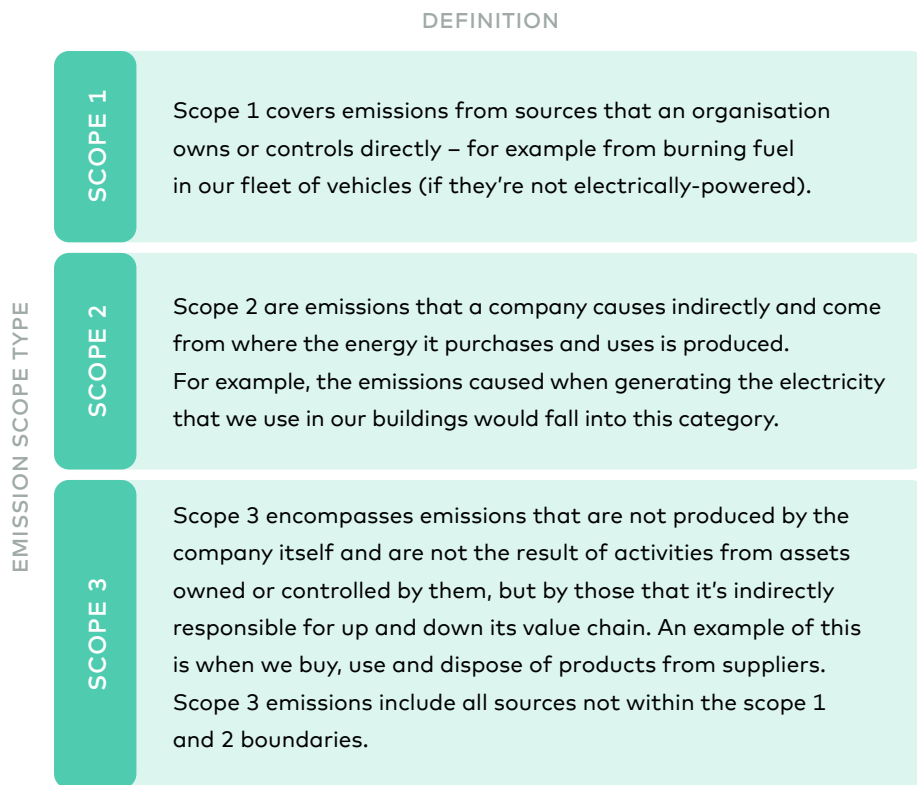 DEFINITION
EMISSION SCOPE TYPE
SCOPE 1
Scope 1 covers emissions from sources that an organisation
owns or controls directly – for example from burning fuel
in our fleet of vehicles (if they’re not electrically-powered).
SCOPE 2
Scope 2 are emissions that a company causes indirectly and come
from where the energy it purchases and uses is produced.
For example, the emissions caused when generating the electricity
that we use in our buildings would fall into this category.
SCOPE 3
Scope 3 encompasses emissions that are not produced by the
company itself and are not the result of activities from assets
owned or controlled by them, but by those that it’s indirectly
responsible for up and down its value chain. An example of this
is when we buy, use and dispose of products from suppliers.
Scope 3 emissions include all sources not within the scope 1
and 2 boundaries.